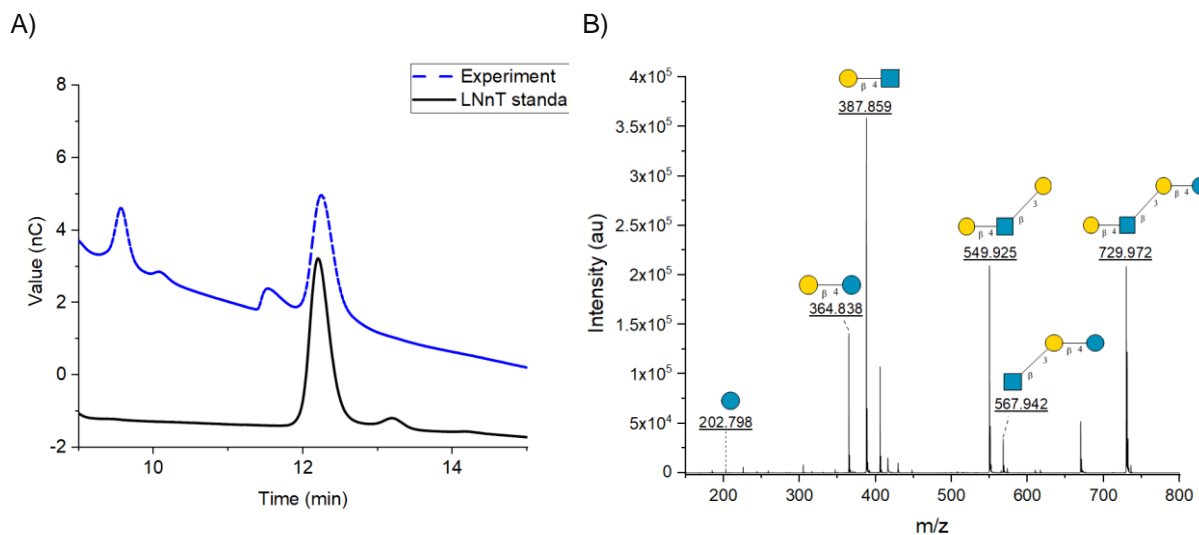 A)
B)
8
6
4
2
0
-2
10
12
14
Value (nC)
Time (min)
Experiment
LNnT standa
4x10⁵
3.5x10⁵
3x10⁵
2.5x10⁵
2x10⁵
1.5x10⁵
1x10⁵
5x10⁴
0
200
300
400
500
600
700
800
Intensity (au)
m/z
β 4
387.859
β 4
364.838
202.798
β 4 β 3
549.925
β 3 β 4
567.942
β 4 β 3 β 4
729.972